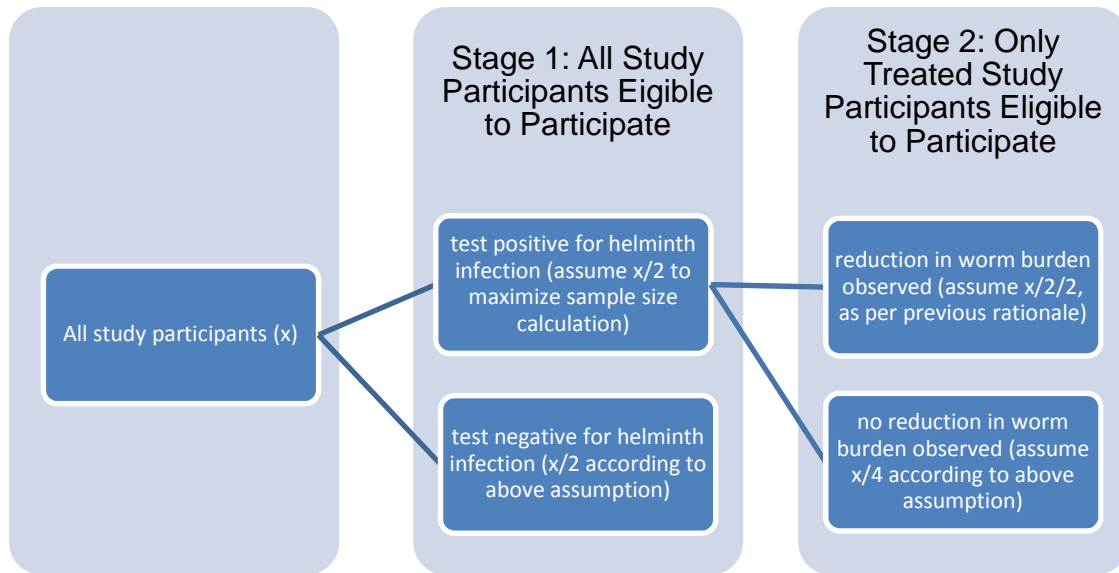 All study participants (x)
Stage 1: All Study
Participants Eigible
to Participate
test positive for helminth
infection (assume x/2 to
maximize sample size
calculation)
test negative for helminth
infection (x/2 according to
above assumption)
Stage 2: Only
Treated Study
Participants Eligible
to Participate
reduction in worm burden
observed (assume x/2/2,
as per previous rationale)
no reduction in worm
burden observed (assume
x/4 according to above
assumption)